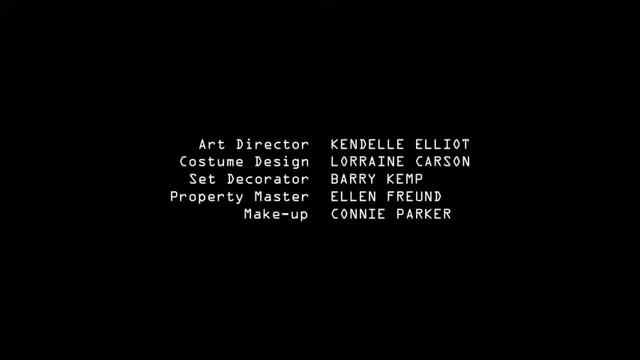 Art Director KENDELLE ELLIOT
Costume Design LORRAINE CARSON
Set Decorator BARRY KEMP
Property Master ELLEN FREUND
Make-up CONNIE PARKER